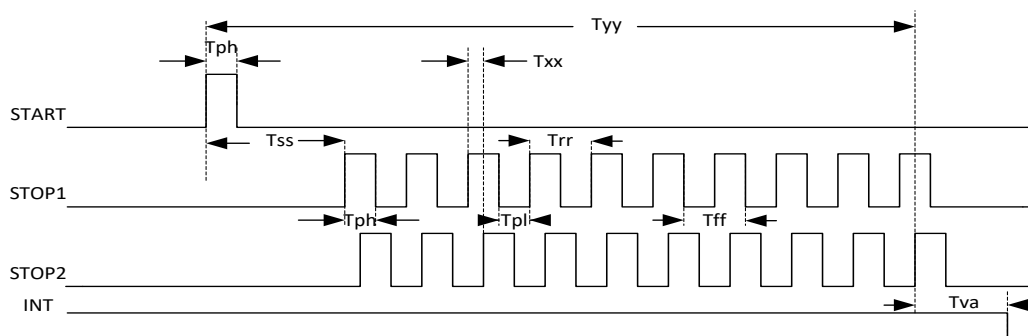 Tyy
Tph
Txx
START
Tss
Trr
STOP1
Tph
Tpl
Tff
STOP2
INT
Tva